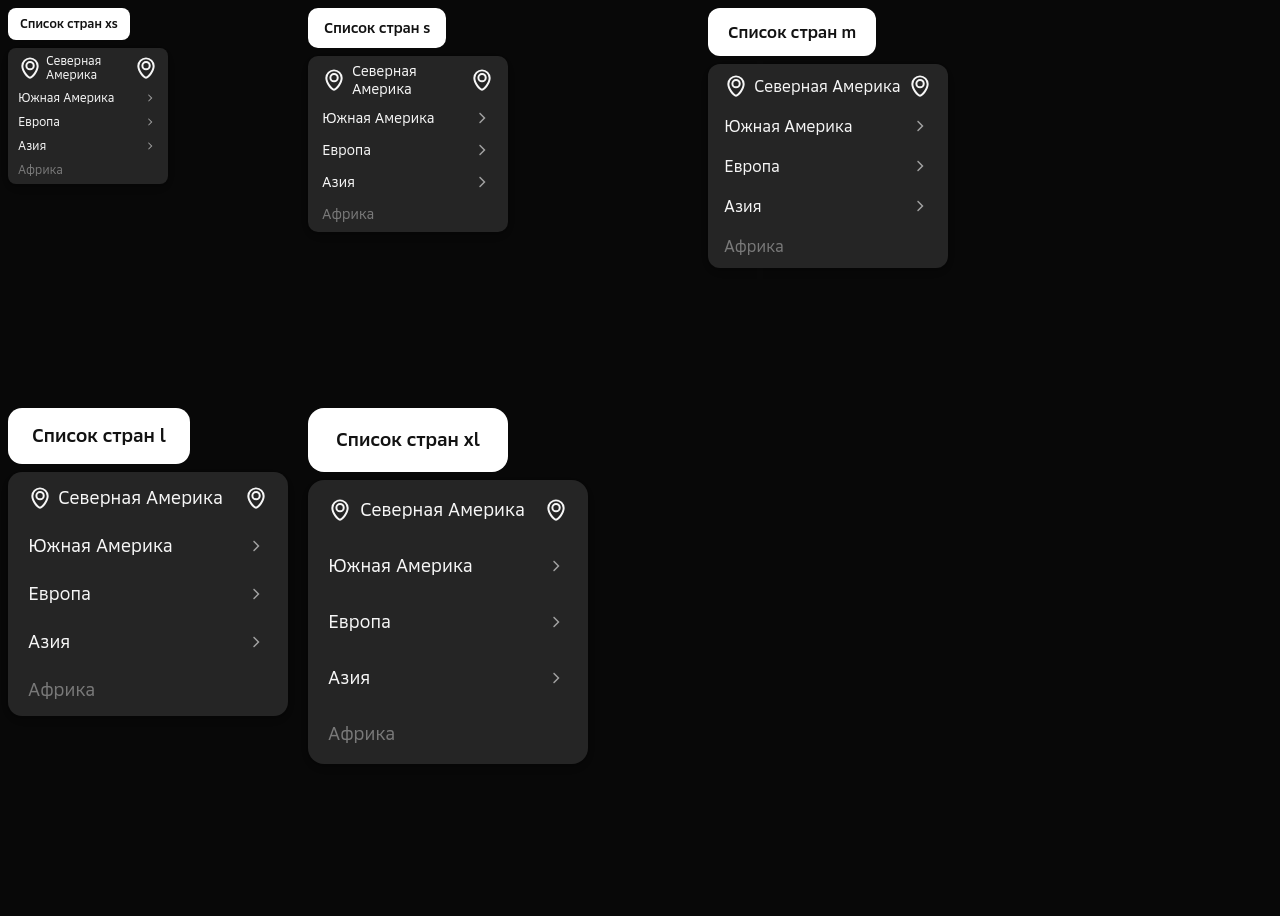 Список стран xs
Северная
Америка
Южная Америка
Европа
Азия
Африка
Список стран s
Северная
Америка
Южная Америка
Европа
Азия
Африка
Список стран m
Северная Америка
Южная Америка
Европа
Азия
Африка
Список стран l
Северная Америка
Южная Америка
Европа
Азия
Африка
Список стран xl
Северная Америка
Южная Америка
Европа
Азия
Африка